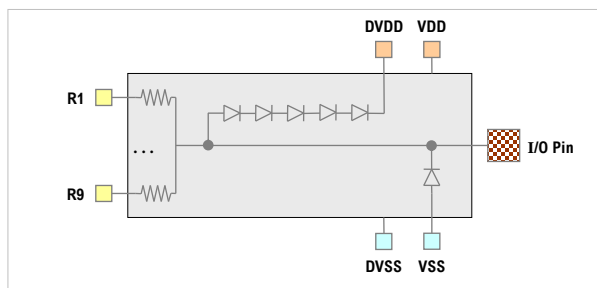 DVDD VDD
R1
...
I/O Pin
R9
DVSS VSS